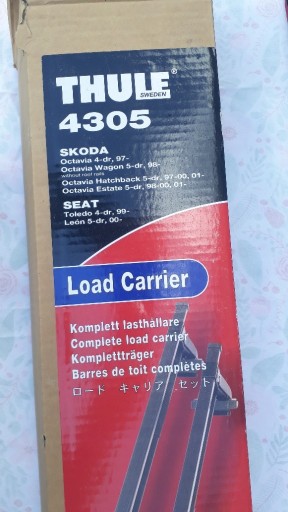 THULE®
SWEDEN
4305
SKODA
Octavia 4-dr, 97-
Octavia Wagon 5-dr, 98-
without roof rails
Octavia Hatchback 5-dr, 97-00, 01-
Octavia Estate 5-dr, 98-00, 01-
SEAT
Toledo 4-dr, 99-
León 5-dr, 00-
Load Carrier
Komplett lasthållare
Complete load carrier
Komplettträger
Barres de toit complètes
ロード キャリア セット